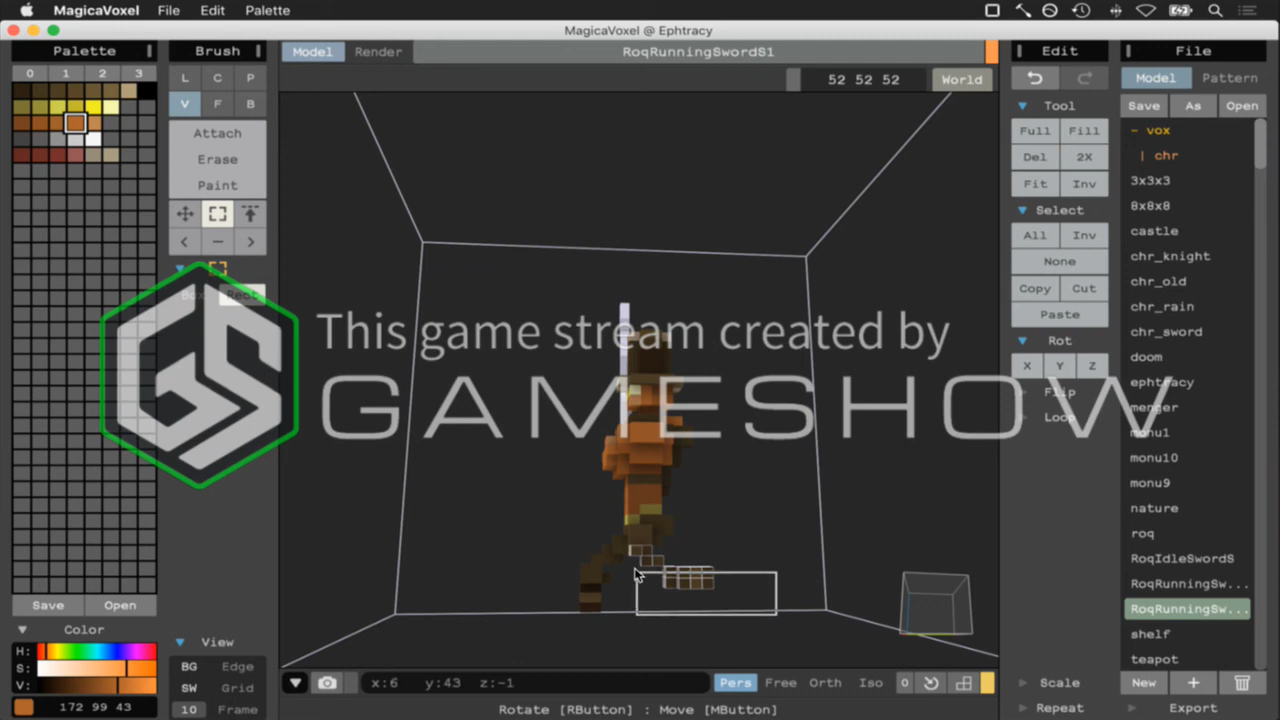 MagicaVoxel File Edit Palette
MagicaVoxel @ Ephtracy
Palette
0 1 2 3
Save Open
Color
H:
S:
V:
172 99 43
Brush
L C P
V F B
Attach
Erase
Paint
Box Rect
View
BG Edge
SW Grid
10 Frame
Model Render RoqRunningSwordS1
52 52 52 World
This game stream created by
GAMESHOW
x:6 y:43 z:-1
Pers Free Orth Iso 0
Rotate [RButton] : Move [MButton]
Edit
Tool
Full Fill
Del 2X
Fit Inv
Select
All Inv
None
Copy Cut
Paste
Rot
X Y Z
Flip
Loop
Scale
Repeat
File
Model Pattern
Save As Open
- vox
| chr
3x3x3
8x8x8
castle
chr_knight
chr_old
chr_rain
chr_sword
doom
ephtracy
menger
monu1
monu10
monu9
nature
roq
RoqIdleSwordS
RoqRunningSw...
RoqRunningSw...
shelf
teapot
New +
Export